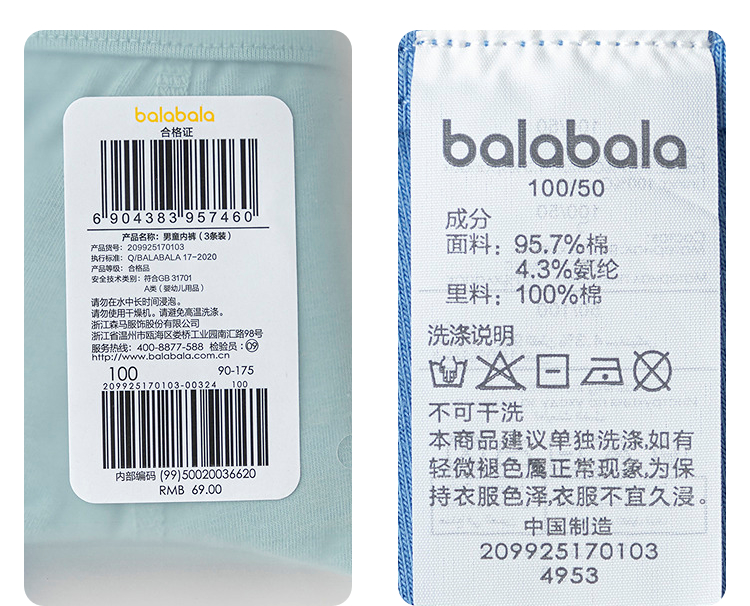 balabala
合格证
6 904383 957460
产品名称: 男童内裤 (3条装)
产品货号: 209925170103
执行标准: Q/BALABALA 17-2020
产品等级: 合格品
安全技术类别: 符合GB 31701
A类 (婴幼儿用品)
请勿在水中长时间浸泡。
请勿使用干燥机。请避免高温洗涤。
浙江森马服饰股份有限公司
浙江省温州市瓯海区娄桥工业园南汇路98号
服务热线: 400-8877-588 检验员: 09
http://www.balabala.com.cn
100 90-175
209925170103-00324 100
内部编码 (99)50020036620
RMB 69.00
balabala
100/50
成分
面料: 95.7%棉
4.3%氨纶
里料: 100%棉
洗涤说明
不可干洗
本商品建议单独洗涤,如有
轻微褪色属正常现象,为保
持衣服色泽,衣服不宜久浸。
中国制造
209925170103
4953